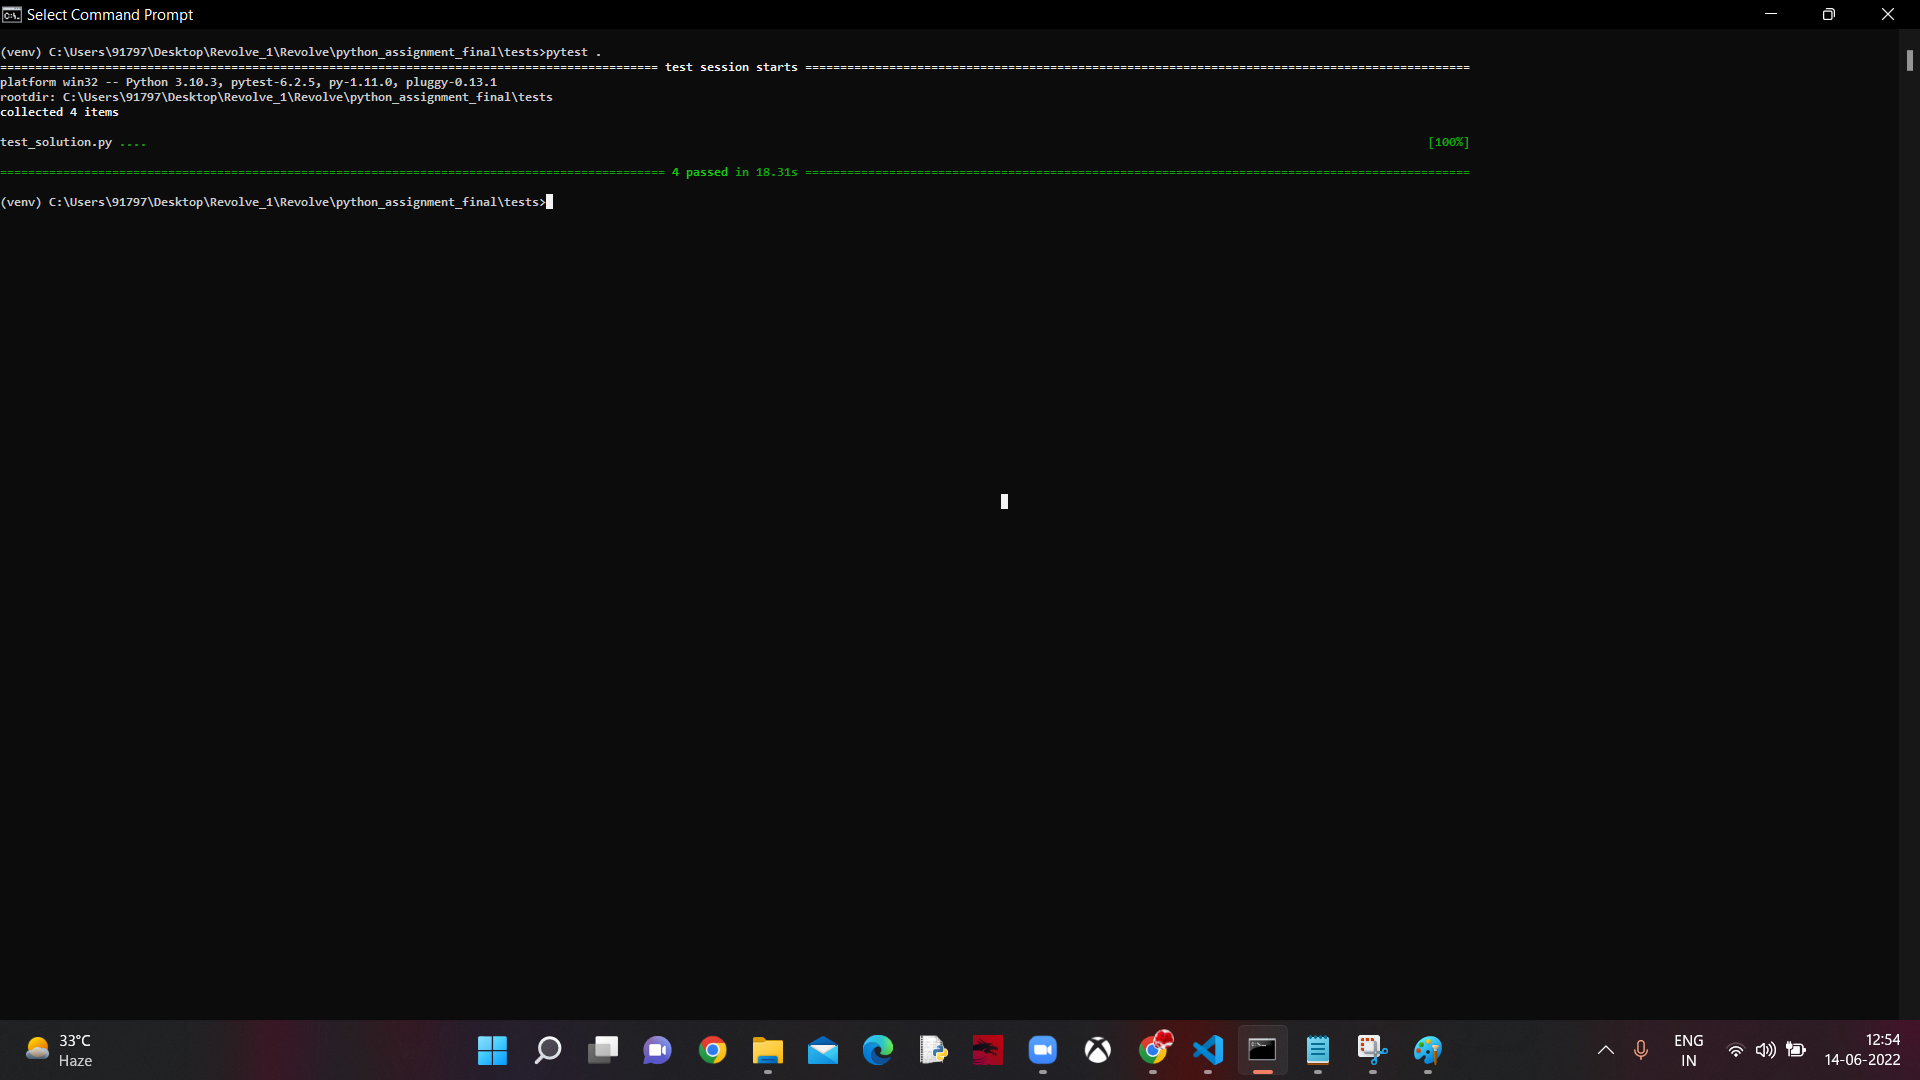 Select Command Prompt
(venv) C:\Users\91797\Desktop\Revolve_1\Revolve\python_assignment_final\tests>pytest .
============================================================================================== test session starts ===============================================================================================
platform win32 -- Python 3.10.3, pytest-6.2.5, py-1.11.0, pluggy-0.13.1
rootdir: C:\Users\91797\Desktop\Revolve_1\Revolve\python_assignment_final\tests
collected 4 items
test_solution.py .... [100%]
=============================================================================================== 4 passed in 18.31s ===============================================================================================
(venv) C:\Users\91797\Desktop\Revolve_1\Revolve\python_assignment_final\tests>
33°C
Haze
ENG
IN
12:54
14-06-2022